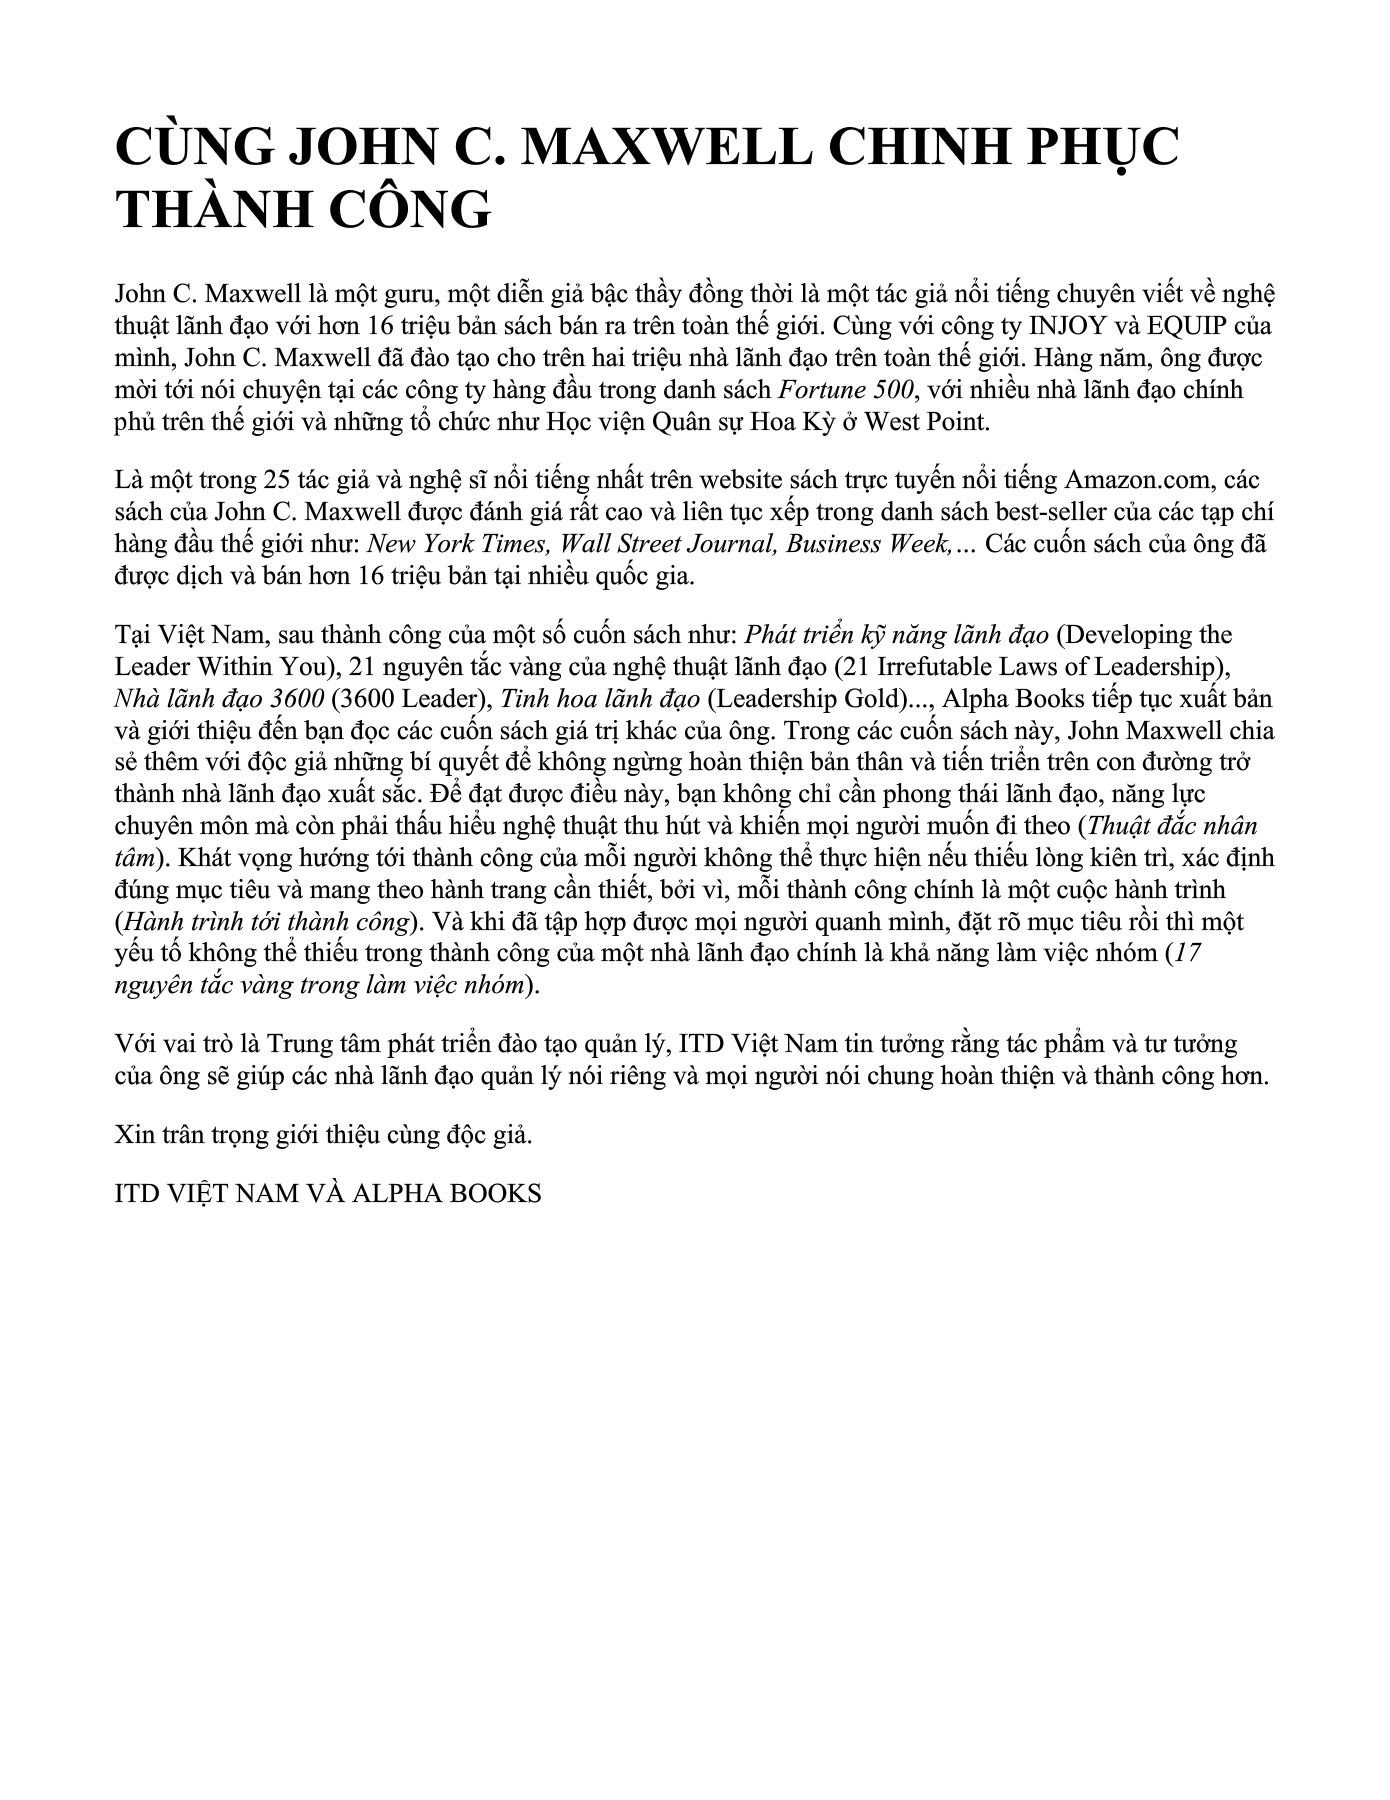 CÙNG JOHN C. MAXWELL CHINH PHỤC
THÀNH CÔNG
John C. Maxwell là một guru, một diễn giả bậc thầy đồng thời là một tác giả nổi tiếng chuyên viết về nghệ
thuật lãnh đạo với hơn 16 triệu bản sách bán ra trên toàn thế giới. Cùng với công ty INJOY và EQUIP của
mình, John C. Maxwell đã đào tạo cho trên hai triệu nhà lãnh đạo trên toàn thế giới. Hàng năm, ông được
mời tới nói chuyện tại các công ty hàng đầu trong danh sách Fortune 500, với nhiều nhà lãnh đạo chính
phủ trên thế giới và những tổ chức như Học viện Quân sự Hoa Kỳ ở West Point.
Là một trong 25 tác giả và nghệ sĩ nổi tiếng nhất trên website sách trực tuyến nổi tiếng Amazon.com, các
sách của John C. Maxwell được đánh giá rất cao và liên tục xếp trong danh sách best-seller của các tạp chí
hàng đầu thế giới như: New York Times, Wall Street Journal, Business Week,… Các cuốn sách của ông đã
được dịch và bán hơn 16 triệu bản tại nhiều quốc gia.
Tại Việt Nam, sau thành công của một số cuốn sách như: Phát triển kỹ năng lãnh đạo (Developing the
Leader Within You), 21 nguyên tắc vàng của nghệ thuật lãnh đạo (21 Irrefutable Laws of Leadership),
Nhà lãnh đạo 3600 (3600 Leader), Tinh hoa lãnh đạo (Leadership Gold)..., Alpha Books tiếp tục xuất bản
và giới thiệu đến bạn đọc các cuốn sách giá trị khác của ông. Trong các cuốn sách này, John Maxwell chia
sẻ thêm với độc giả những bí quyết để không ngừng hoàn thiện bản thân và tiến triển trên con đường trở
thành nhà lãnh đạo xuất sắc. Để đạt được điều này, bạn không chỉ cần phong thái lãnh đạo, năng lực
chuyên môn mà còn phải thấu hiểu nghệ thuật thu hút và khiến mọi người muốn đi theo (Thuật đắc nhân
tâm). Khát vọng hướng tới thành công của mỗi người không thể thực hiện nếu thiếu lòng kiên trì, xác định
đúng mục tiêu và mang theo hành trang cần thiết, bởi vì, mỗi thành công chính là một cuộc hành trình
(Hành trình tới thành công). Và khi đã tập hợp được mọi người quanh mình, đặt rõ mục tiêu rồi thì một
yếu tố không thể thiếu trong thành công của một nhà lãnh đạo chính là khả năng làm việc nhóm (17
nguyên tắc vàng trong làm việc nhóm).
Với vai trò là Trung tâm phát triển đào tạo quản lý, ITD Việt Nam tin tưởng rằng tác phẩm và tư tưởng
của ông sẽ giúp các nhà lãnh đạo quản lý nói riêng và mọi người nói chung hoàn thiện và thành công hơn.
Xin trân trọng giới thiệu cùng độc giả.
ITD VIỆT NAM VÀ ALPHA BOOKS